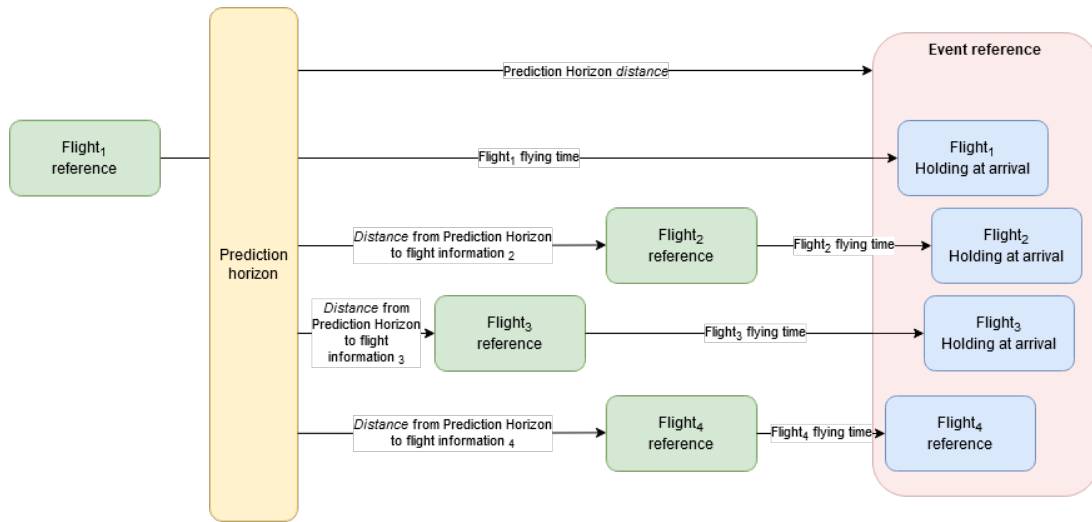 Event reference
Prediction Horizon distance
Flight1
reference
Flight1 flying time
Flight1
Holding at arrival
Prediction
horizon
Distance from Prediction Horizon
to flight information 2
Flight2
reference
Flight2 flying time
Flight2
Holding at arrival
Distance from
Prediction Horizon
to flight
information 3
Flight3
reference
Flight3 flying time
Flight3
Holding at arrival
Distance from Prediction Horizon
to flight information 4
Flight4
reference
Flight4 flying time
Flight4
reference